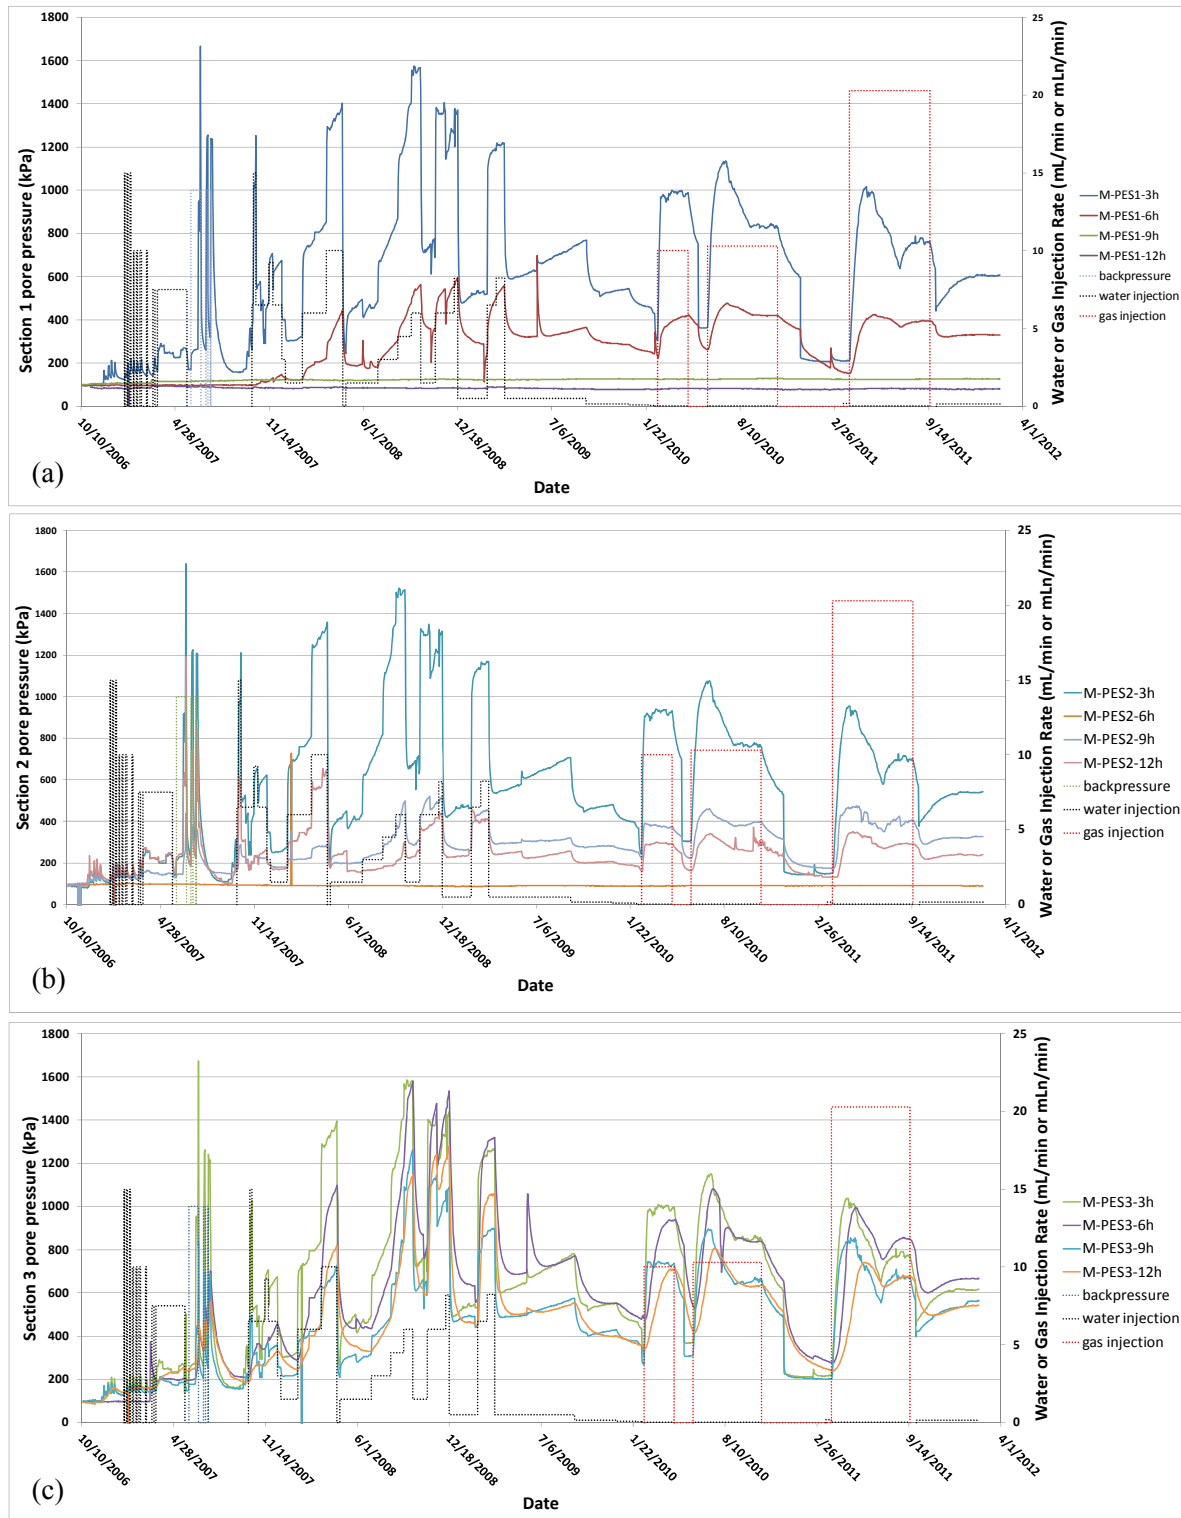 1800
1600
1400
1200
1000
800
600
400
200
0
Section 1 pore pressure (kPa)
25
20
15
10
5
0
Water or Gas Injection Rate (mL/min or mLn/min)
M-PES1-3h
M-PES1-6h
M-PES1-9h
M-PES1-12h
backpressure
water injection
gas injection
10/10/2006
4/28/2007
11/14/2007
6/1/2008
12/18/2008
7/6/2009
1/22/2010
8/10/2010
2/26/2011
9/14/2011
4/1/2012
Date
(a)
1800
1600
1400
1200
1000
800
600
400
200
0
Section 2 pore pressure (kPa)
25
20
15
10
5
0
Water or Gas Injection Rate (mL/min or mLn/min)
M-PES2-3h
M-PES2-6h
M-PES2-9h
M-PES2-12h
backpressure
water injection
gas injection
10/10/2006
4/28/2007
11/14/2007
6/1/2008
12/18/2008
7/6/2009
1/22/2010
8/10/2010
2/26/2011
9/14/2011
4/1/2012
Date
(b)
1800
1600
1400
1200
1000
800
600
400
200
0
Section 3 pore pressure (kPa)
25
20
15
10
5
0
Water or Gas Injection Rate (mL/min or mLn/min)
M-PES3-3h
M-PES3-6h
M-PES3-9h
M-PES3-12h
backpressure
water injection
gas injection
10/10/2006
4/28/2007
11/14/2007
6/1/2008
12/18/2008
7/6/2009
1/22/2010
8/10/2010
2/26/2011
9/14/2011
4/1/2012
Date
(c)